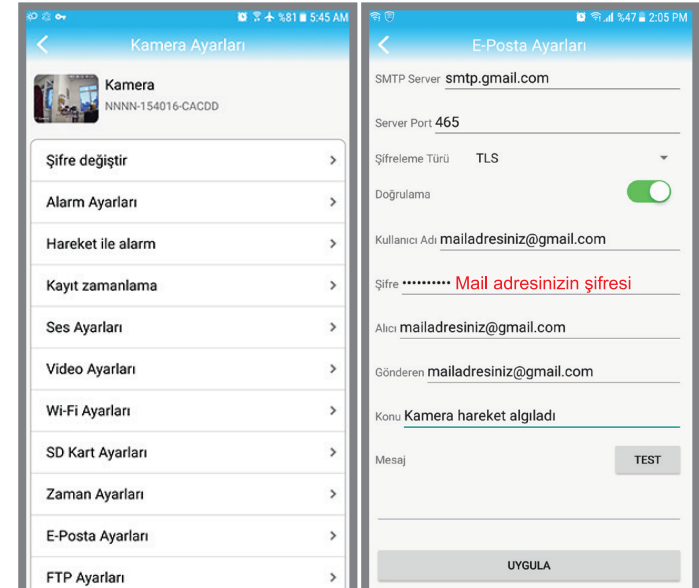 %81 5:45 AM
Kamera Ayarları
Kamera
NNNN-154016-CACDD
Şifre değiştir
Alarm Ayarları
Hareket ile alarm
Kayıt zamanlama
Ses Ayarları
Video Ayarları
Wi-Fi Ayarları
SD Kart Ayarları
Zaman Ayarları
E-Posta Ayarları
FTP Ayarları
%47 2:05 PM
E-Posta Ayarları
SMTP Server smtp.gmail.com
Server Port 465
Şifreleme Türü TLS
Doğrulama
Kullanıcı Adı mailadresiniz@gmail.com
Şifre •••••••••• Mail adresinizin şifresi
Alıcı mailadresiniz@gmail.com
Gönderen mailadresiniz@gmail.com
Konu Kamera hareket algıladı
Mesaj TEST
UYGULA